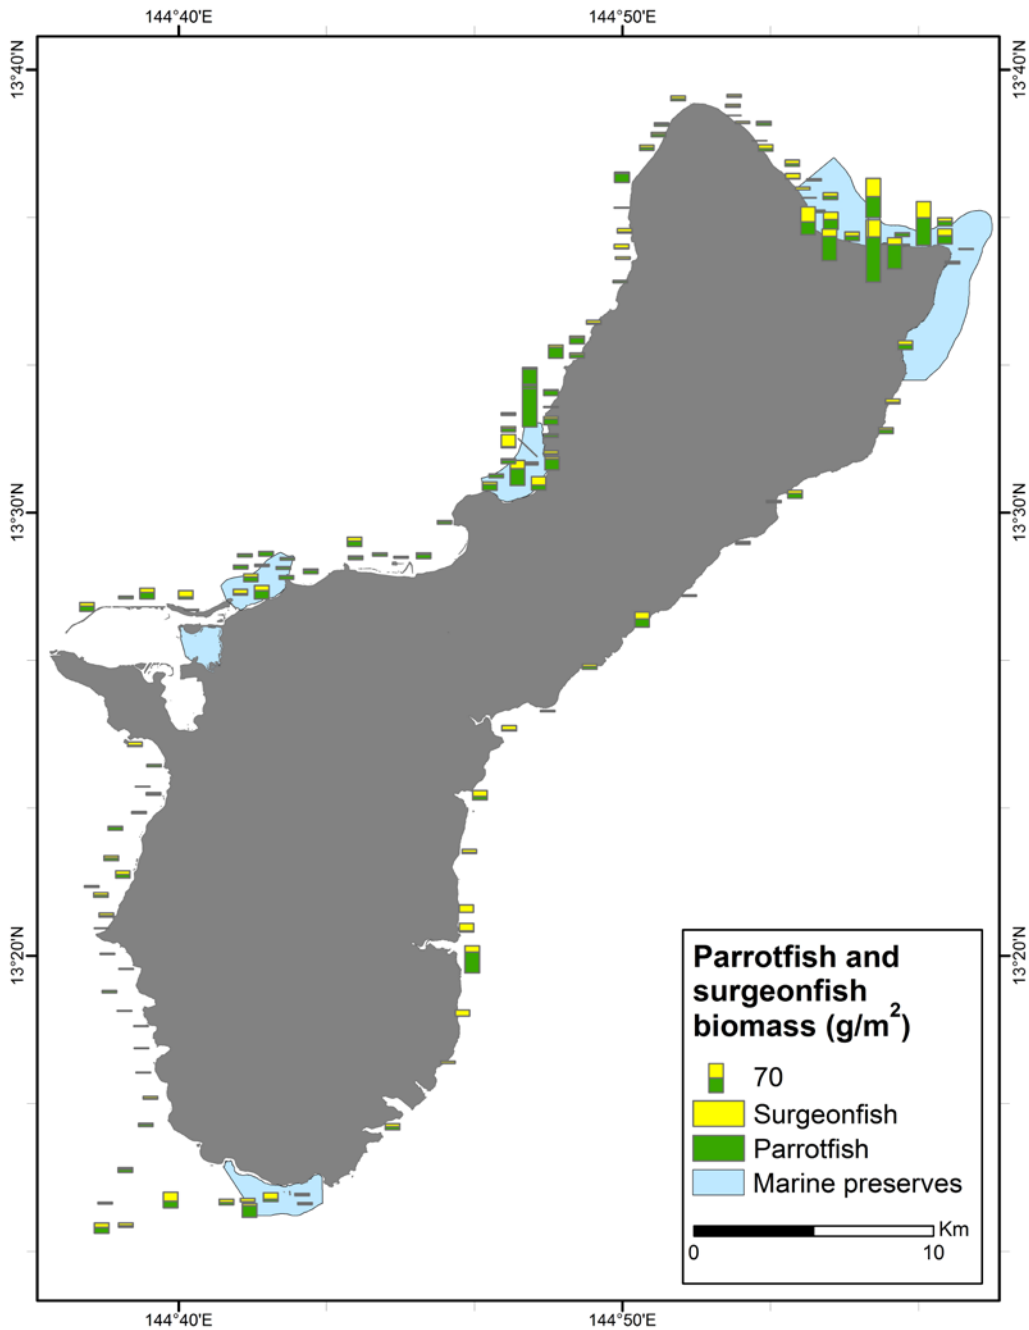 144°40'E 144°50'E
13°40'N 13°40'N
13°30'N 13°30'N
13°20'N 13°20'N
Parrotfish and
surgeonfish
biomass (g/m²)
70
Surgeonfish
Parrotfish
Marine preserves
Km
0 10
144°40'E 144°50'E